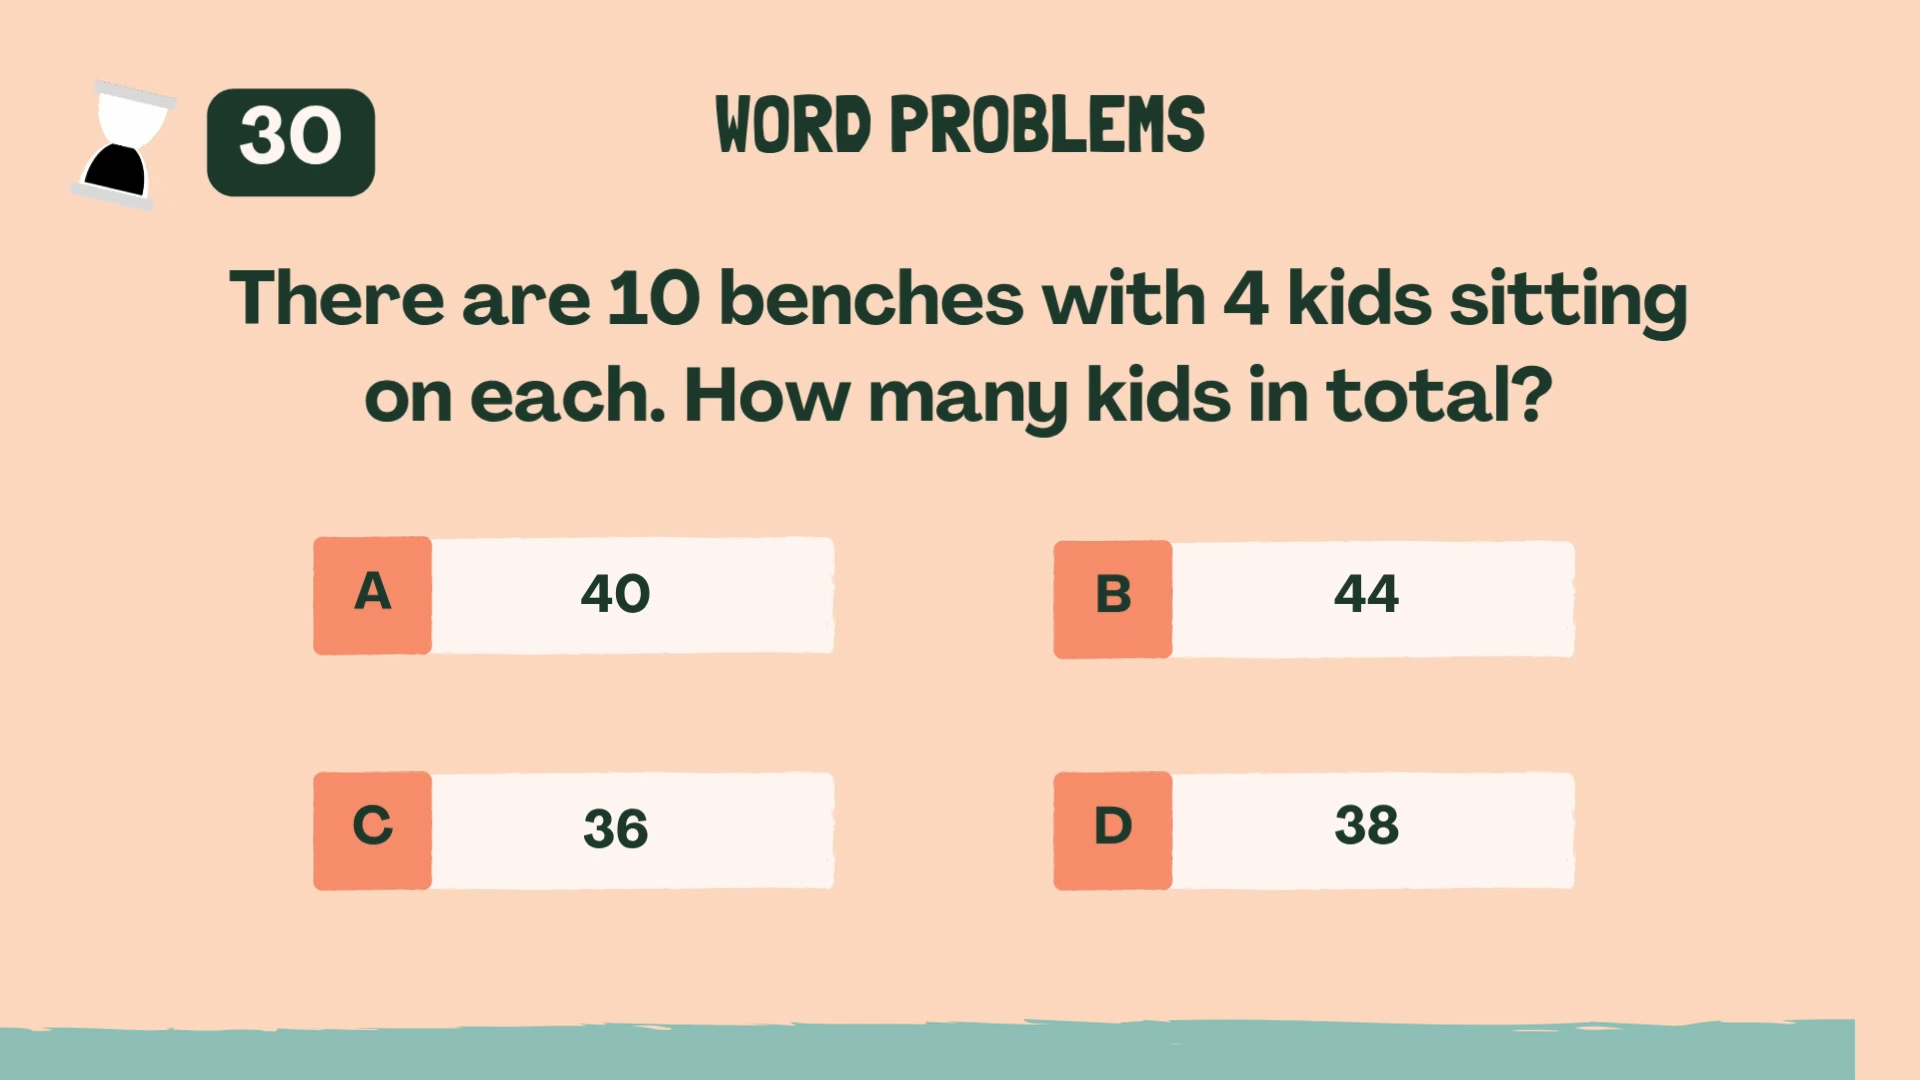 30
WORD PROBLEMS
There are 10 benches with 4 kids sitting
on each. How many kids in total?
A 40
B 44
C 36
D 38